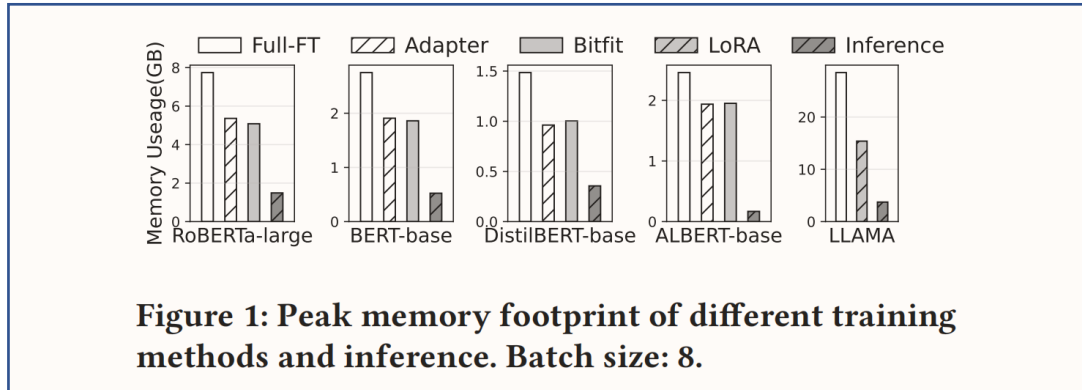 Full-FT Adapter Bitfit LoRA Inference
Memory Useage(GB)
8
6
4
2
0
RoBERTa-large
2
1
0
BERT-base
1.5
1.0
0.5
0.0
DistilBERT-base
2
1
0
ALBERT-base
20
10
0
LLAMA
Figure 1: Peak memory footprint of different training
methods and inference. Batch size: 8.